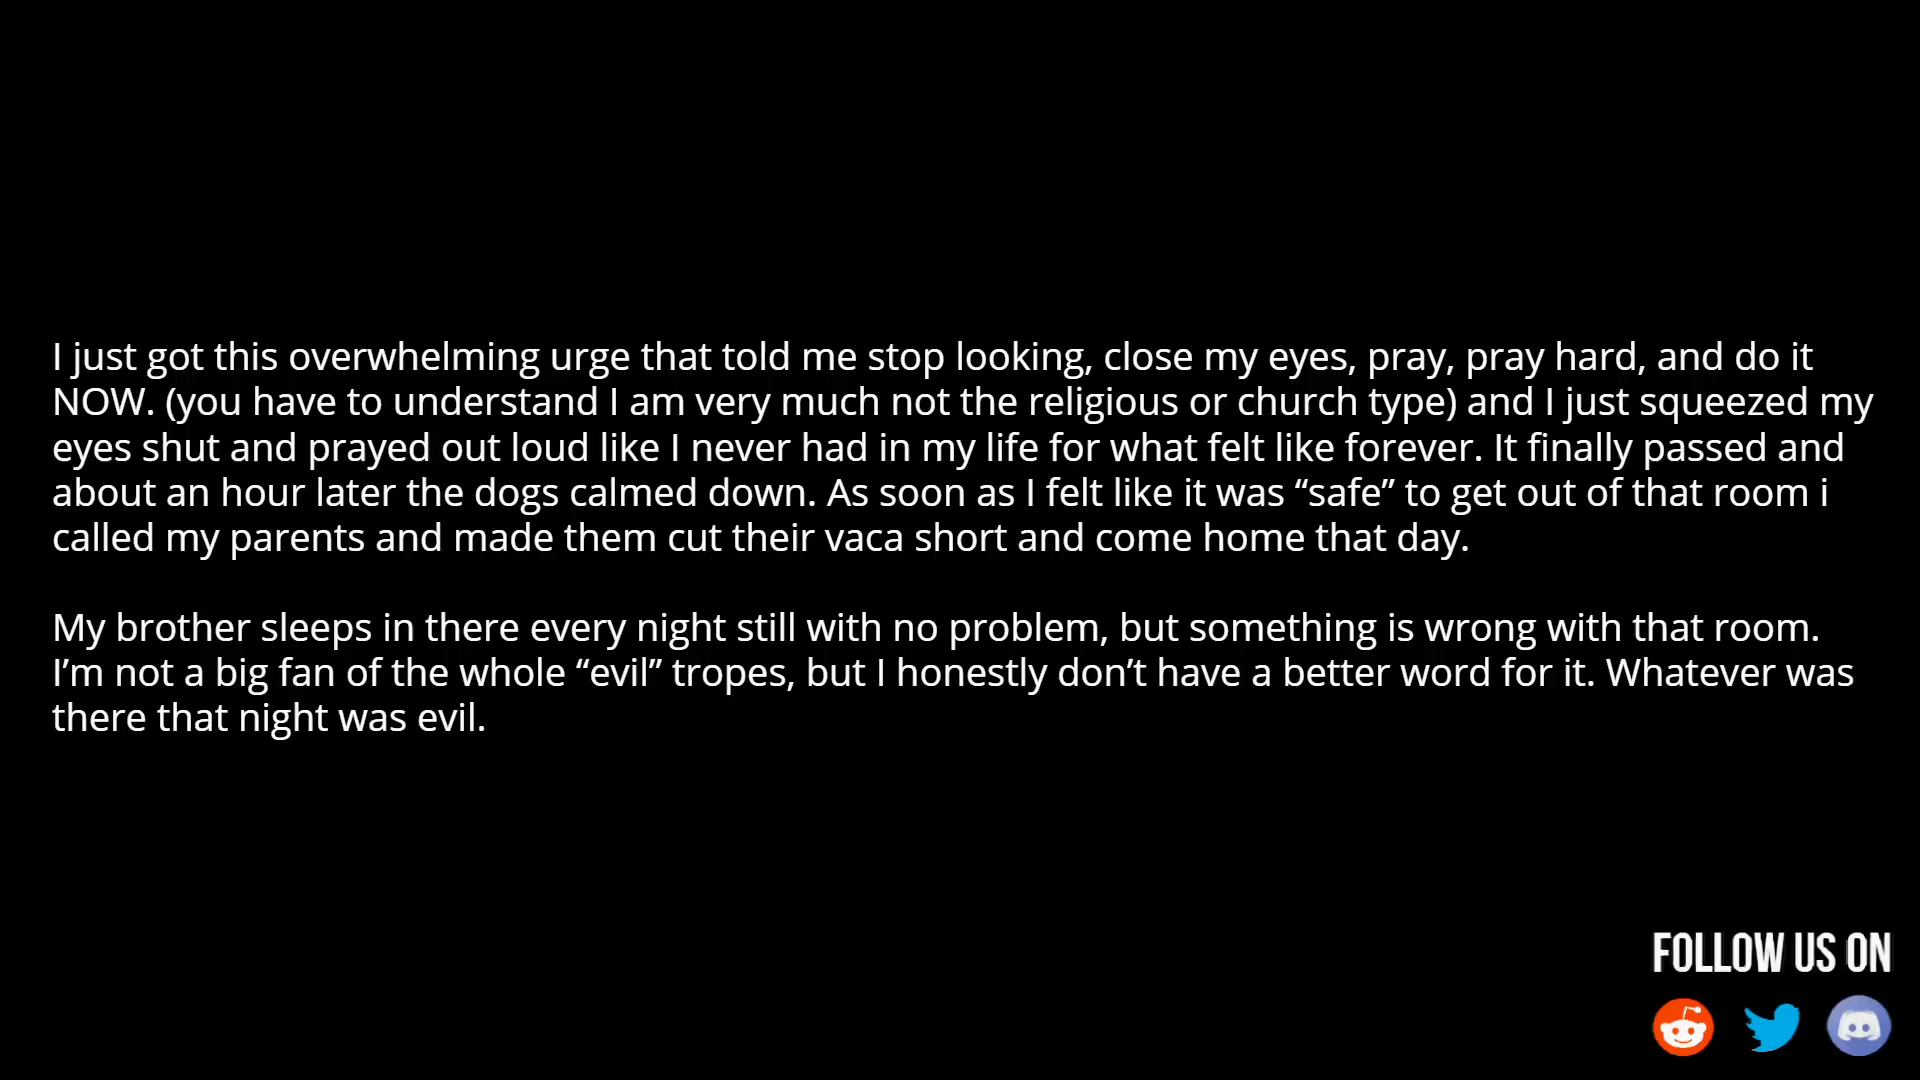 I just got this overwhelming urge that told me stop looking, close my eyes, pray, pray hard, and do it
NOW. (you have to understand I am very much not the religious or church type) and I just squeezed my
eyes shut and prayed out loud like I never had in my life for what felt like forever. It finally passed and
about an hour later the dogs calmed down. As soon as I felt like it was “safe” to get out of that room i
called my parents and made them cut their vaca short and come home that day.
My brother sleeps in there every night still with no problem, but something is wrong with that room.
I’m not a big fan of the whole “evil” tropes, but I honestly don’t have a better word for it. Whatever was
there that night was evil.
FOLLOW US ON